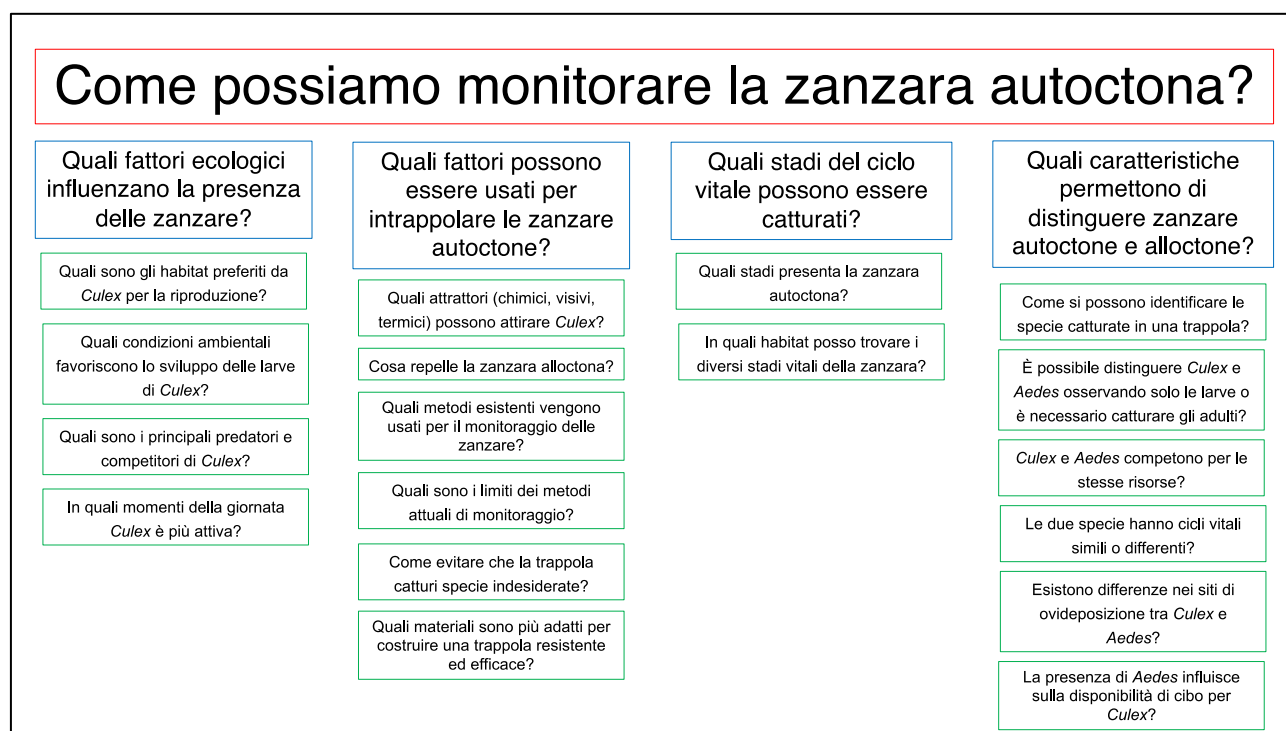 Come possiamo monitorare la zanzara autoctona?
Quali fattori ecologici
influenzano la presenza
delle zanzare?
Quali sono gli habitat preferiti da
Culex per la riproduzione?
Quali condizioni ambientali
favoriscono lo sviluppo delle larve
di Culex?
Quali sono i principali predatori e
competitori di Culex?
In quali momenti della giornata
Culex è più attiva?
Quali fattori possono
essere usati per
intrappolare le zanzare
autoctone?
Quali attrattori (chimici, visivi,
termici) possono attirare Culex?
Cosa repelle la zanzara alloctona?
Quali metodi esistenti vengono
usati per il monitoraggio delle
zanzare?
Quali sono i limiti dei metodi
attuali di monitoraggio?
Come evitare che la trappola
catturi specie indesiderate?
Quali materiali sono più adatti per
costruire una trappola resistente
ed efficace?
Quali stadi del ciclo
vitale possono essere
catturati?
Quali stadi presenta la zanzara
autoctona?
In quali habitat posso trovare i
diversi stadi vitali della zanzara?
Quali caratteristiche
permettono di
distinguere zanzare
autoctone e alloctone?
Come si possono identificare le
specie catturate in una trappola?
È possibile distinguere Culex e
Aedes osservando solo le larve o
è necessario catturare gli adulti?
Culex e Aedes competono per le
stesse risorse?
Le due specie hanno cicli vitali
simili o differenti?
Esistono differenze nei siti di
ovideposizione tra Culex e
Aedes?
La presenza di Aedes influisce
sulla disponibilità di cibo per
Culex?